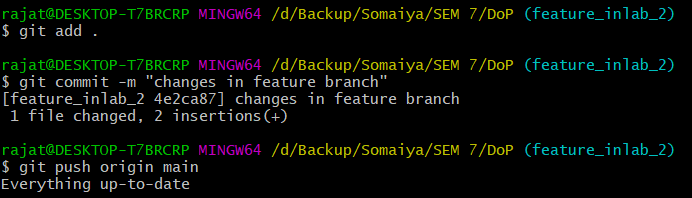 rajat@DESKTOP-T7BRCRP MINGW64 /d/Backup/Somaiya/SEM 7/DoP (feature_inlab_2)
$ git add .
rajat@DESKTOP-T7BRCRP MINGW64 /d/Backup/Somaiya/SEM 7/DoP (feature_inlab_2)
$ git commit -m "changes in feature branch"
[feature_inlab_2 4e2ca87] changes in feature branch
 1 file changed, 2 insertions(+)
rajat@DESKTOP-T7BRCRP MINGW64 /d/Backup/Somaiya/SEM 7/DoP (feature_inlab_2)
$ git push origin main
Everything up-to-date